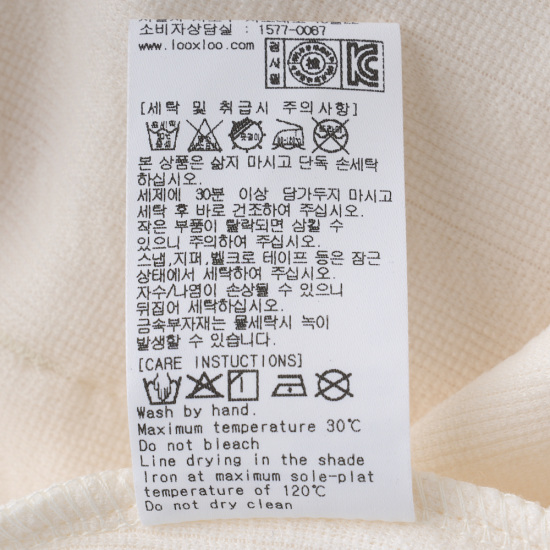 소비자상담실 : 1577-0067
www.looxloo.com
검사필
檢
[세탁 및 취급시 주의사항]
본 상품은 삶지 마시고 단독 손세탁
하십시오.
세제에 30분 이상 담가두지 마시고
세탁 후 바로 건조하여 주십시오.
작은 부품이 탈락되면 삼킬 수
있으니 주의하여 주십시오.
스냅,지퍼,벨크로 테이프 등은 잠근
상태에서 세탁하여 주십시오.
자수/나염이 손상될 수 있으니
뒤집어 세탁하십시오.
금속부자재는 물세탁시 녹이
발생할 수 있습니다.
[CARE INSTUCTIONS]
Wash by hand.
Maximum temperature 30℃
Do not bleach
Line drying in the shade
Iron at maximum sole-plat
temperature of 120℃
Do not dry clean